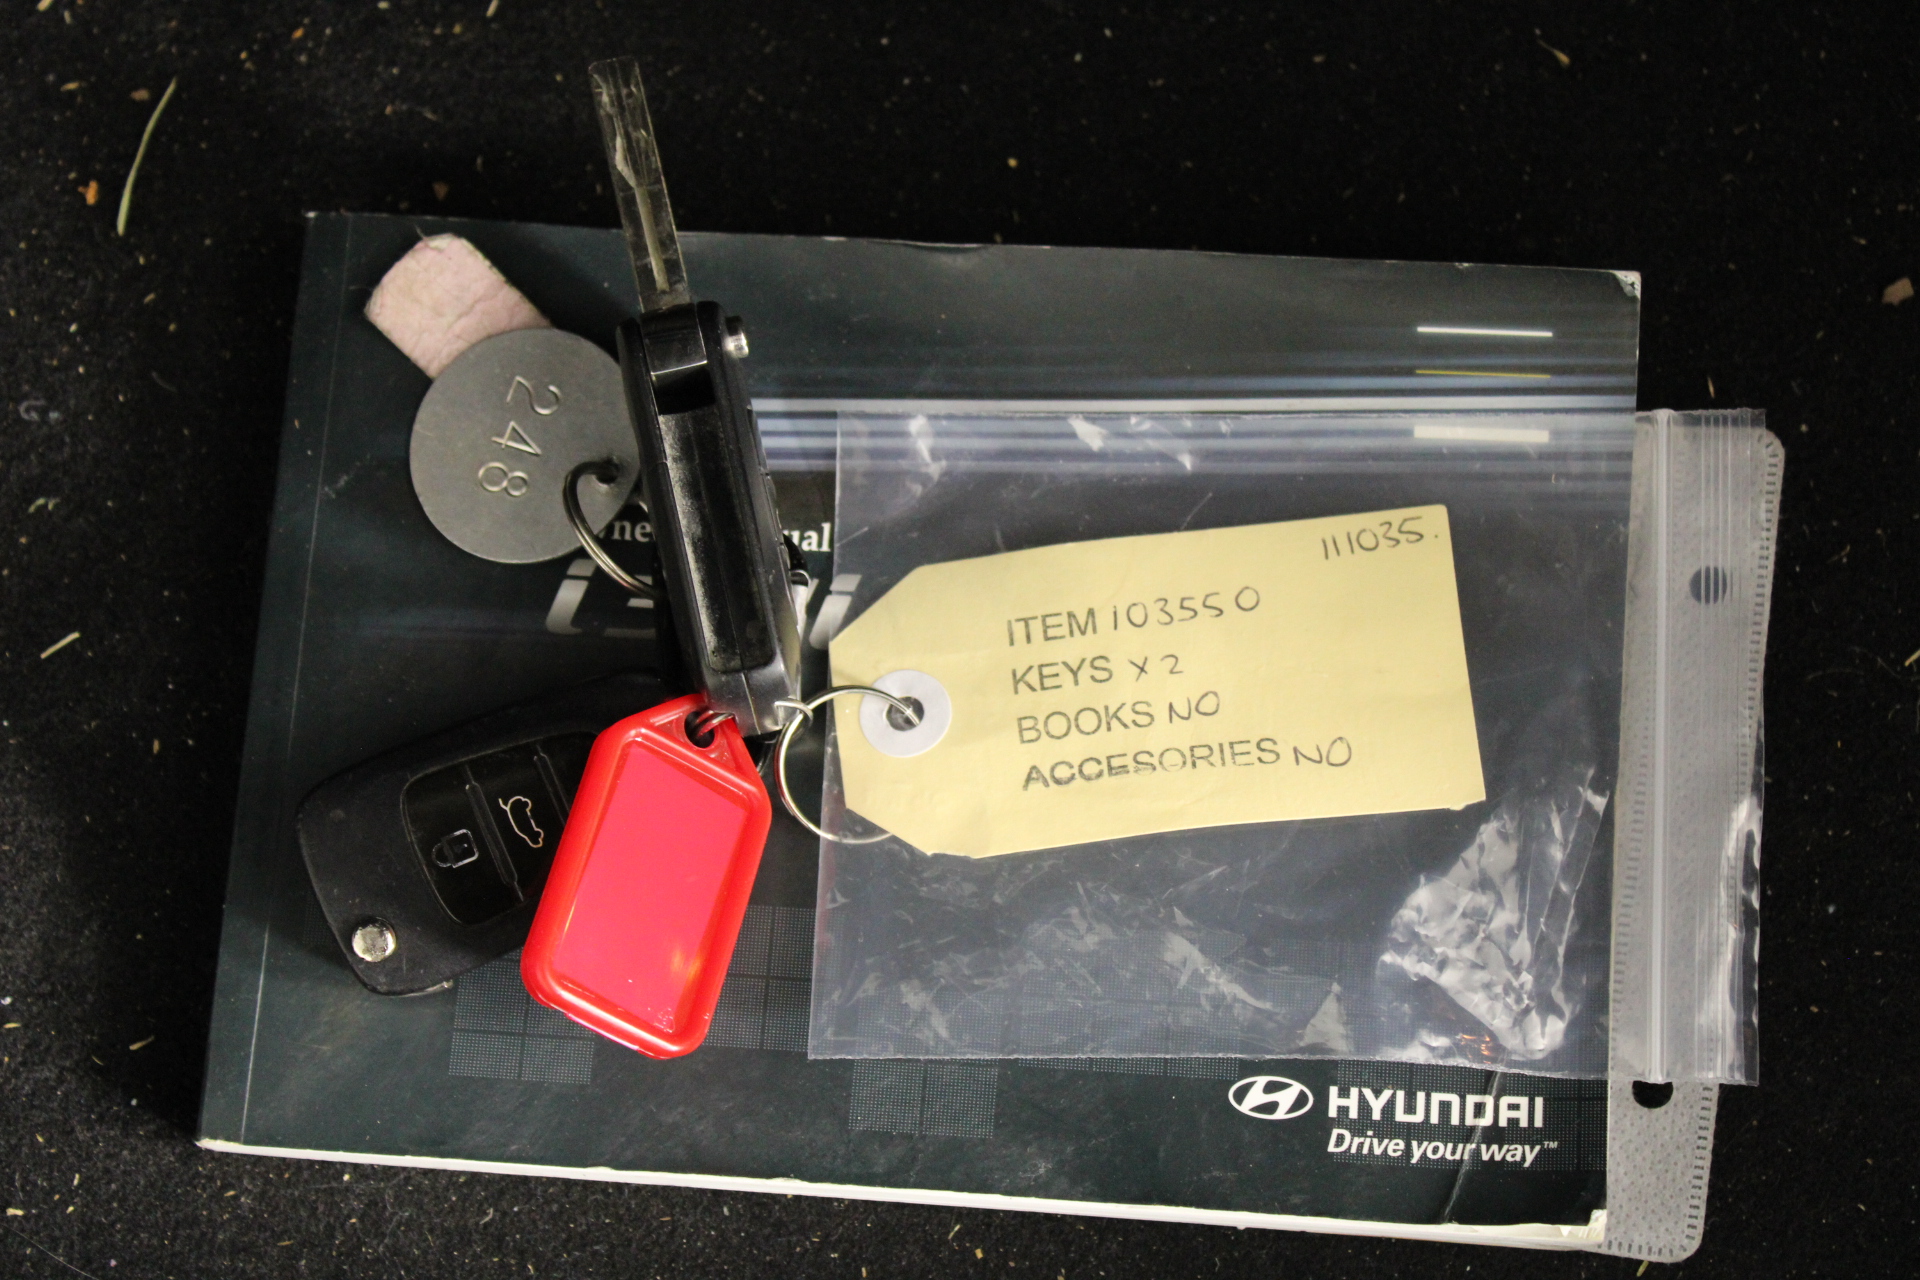 248
111035.
ITEM 103550
KEYS x 2
BOOKS NO
ACCESORIES NO
HYUNDAI
Drive your way™